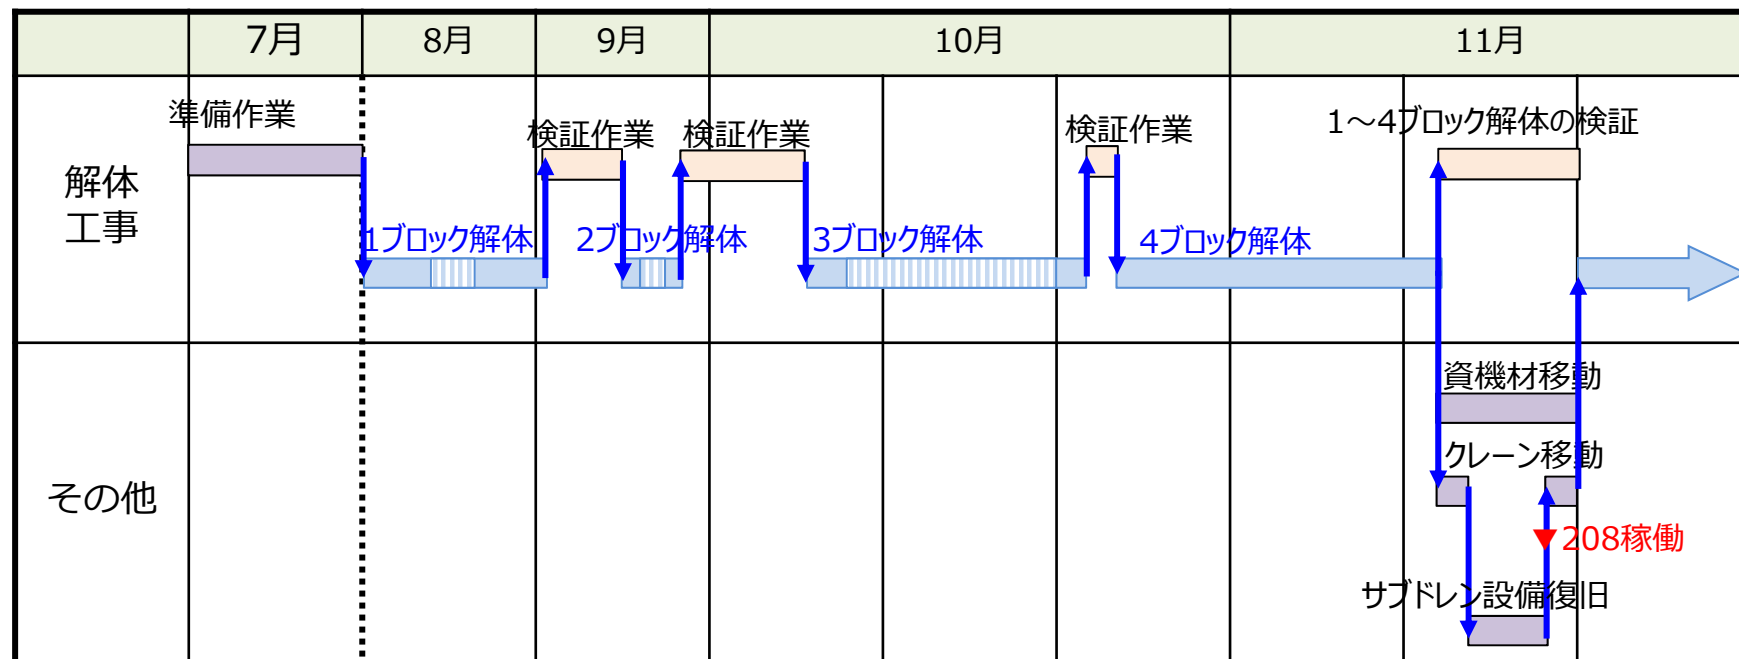 7月
8月
9月
10月
11月
解体
工事
準備作業
検証作業
検証作業
検証作業
1～4ブロック解体の検証
1ブロック解体
2ブロック解体
3ブロック解体
4ブロック解体
その他
資機材移動
クレーン移動
208稼働
サブドレン設備復旧